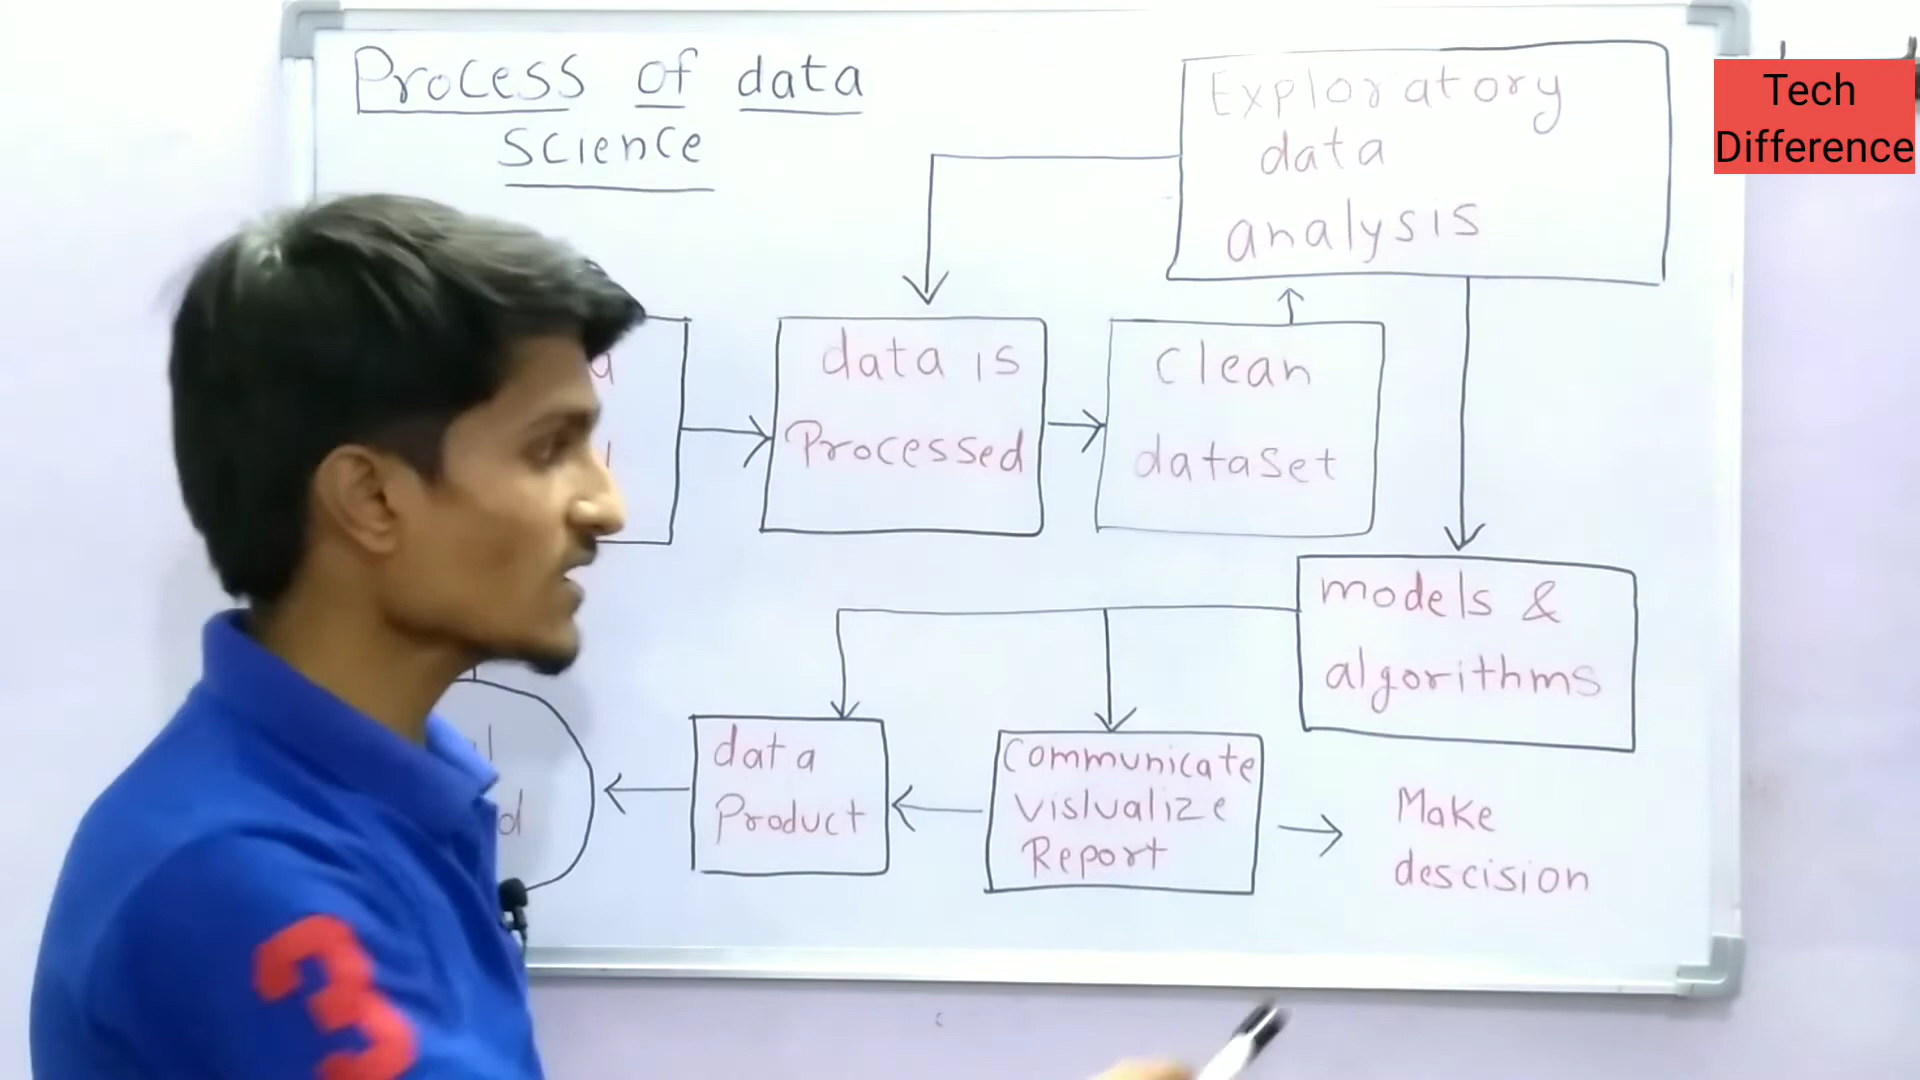 Process of data
science
Exploratory
data
analysis
Tech
Difference
data is
Processed
clean
dataset
models &
algorithms
data
Product
Communicate
vislualize
Report
Make
descision
3